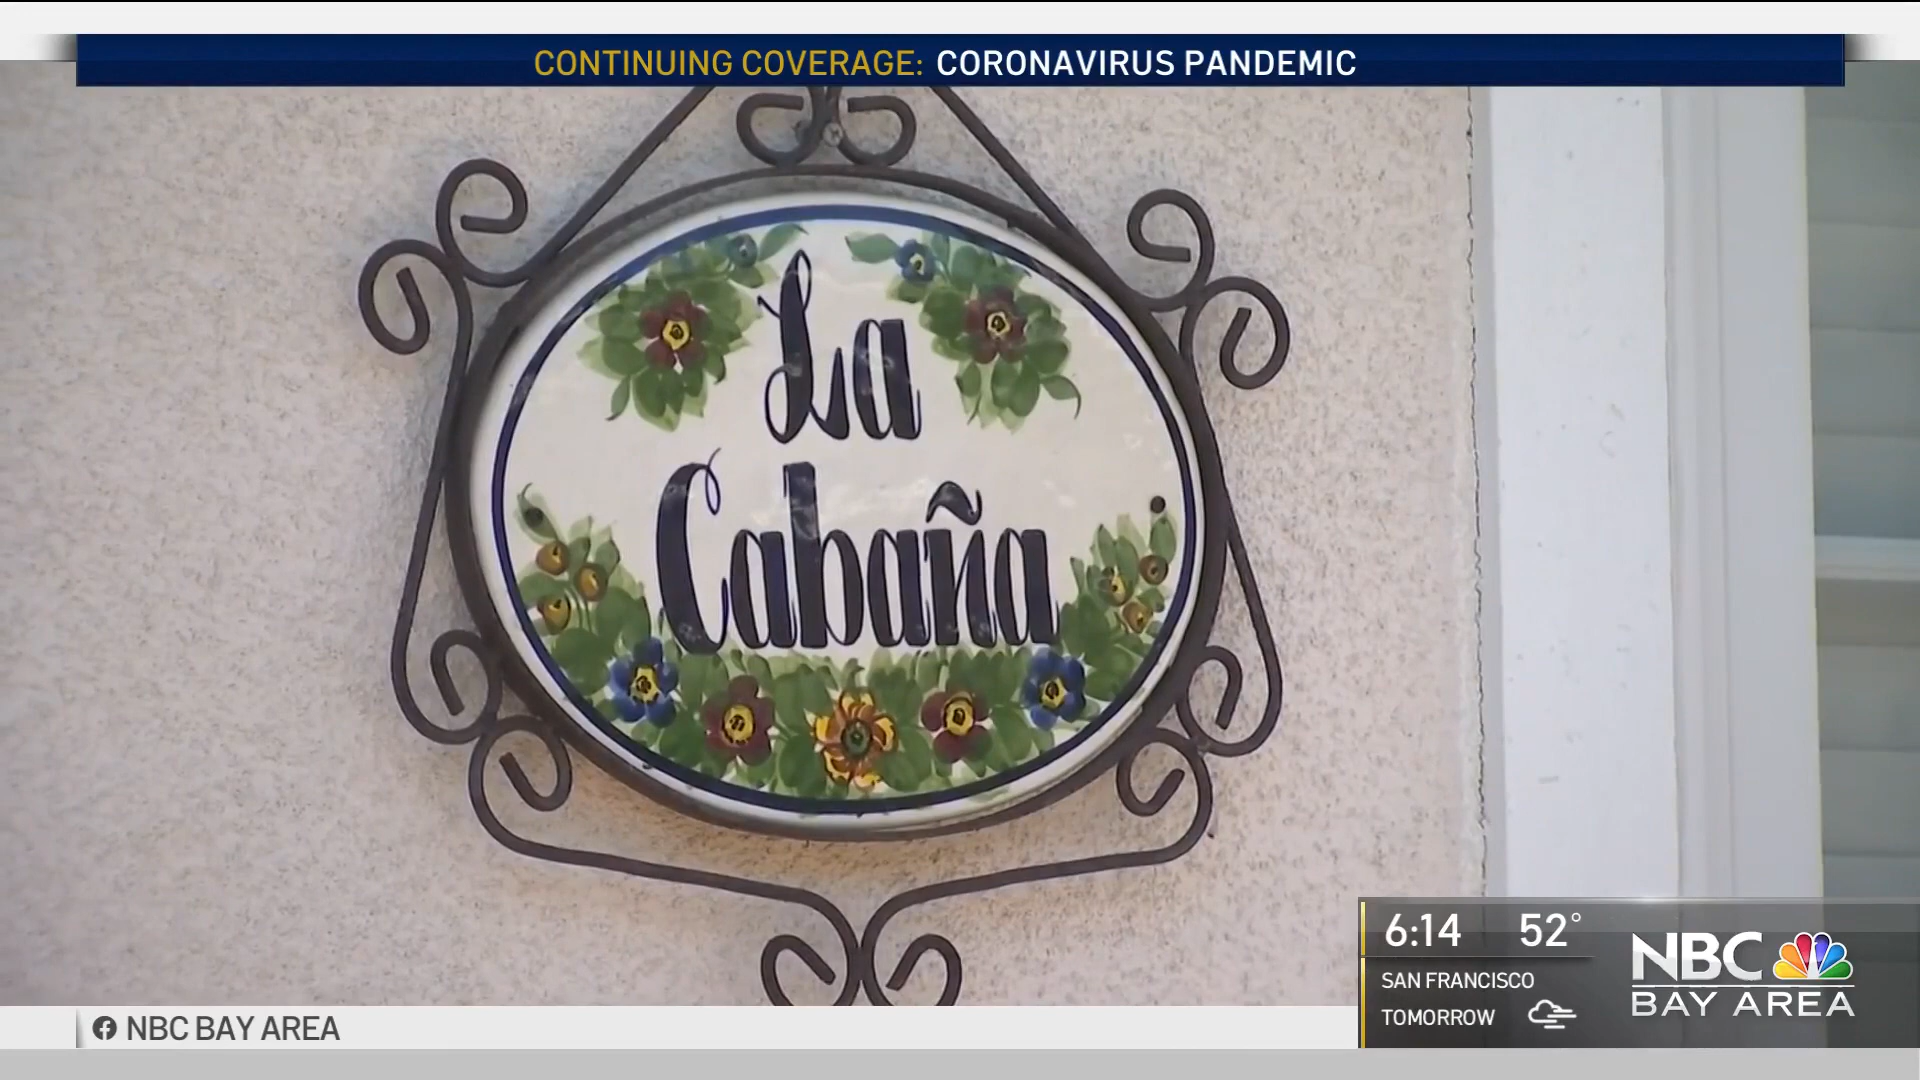 CONTINUING COVERAGE: CORONAVIRUS PANDEMIC
La
Cabaña
6:14 52°
SAN FRANCISCO
TOMORROW
NBC
BAY AREA
NBC BAY AREA